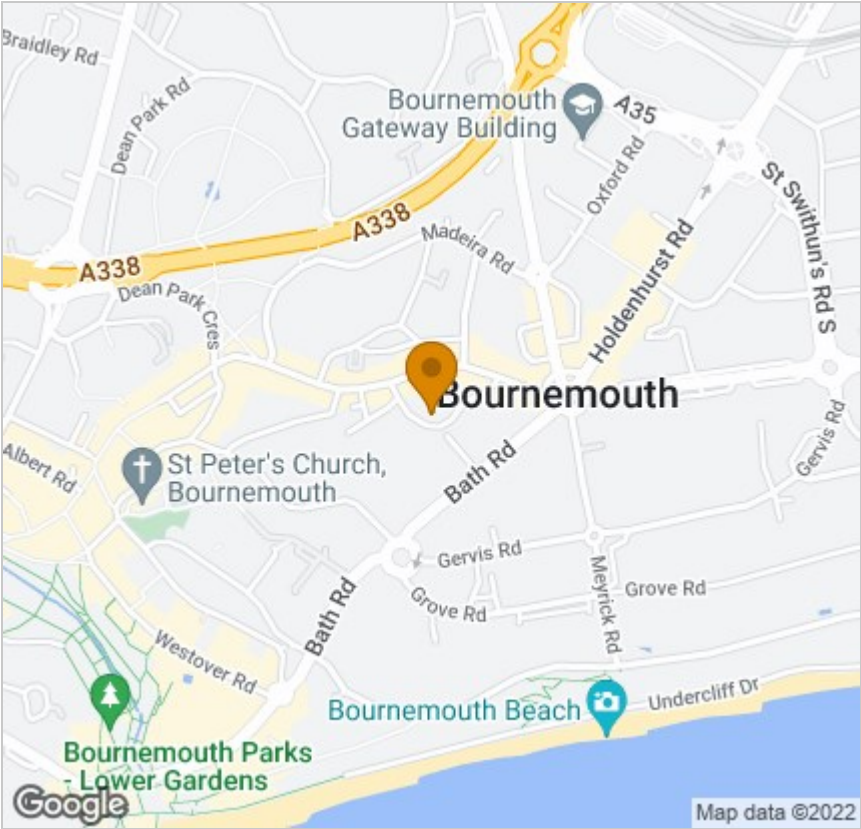 Braidley Rd
Dean Park Rd
Bournemouth
Gateway Building
A35
Oxford Rd
St Swithun's Rd S
A338
Madeira Rd
A338
Dean Park Cres
Holdenhurst Rd
Bournemouth
Albert Rd
St Peter's Church,
Bournemouth
Bath Rd
Gervis Rd
Gervis Rd
Meyrick Rd
Grove Rd
Grove Rd
Bath Rd
Westover Rd
Bournemouth Beach
Undercliff Dr
Bournemouth Parks
- Lower Gardens
Google
Map data ©2022